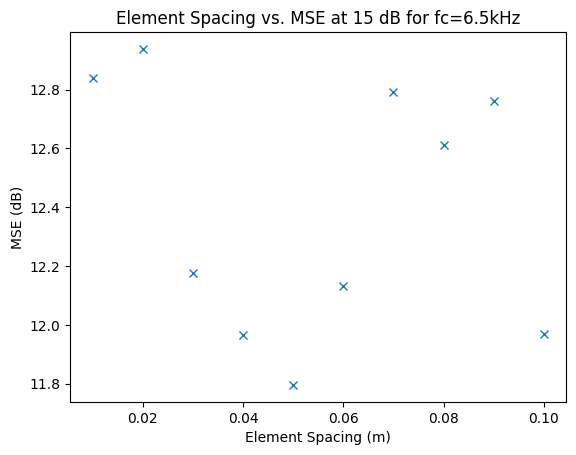 Element Spacing vs. MSE at 15 dB for fc=6.5kHz
12.8
12.6
12.4
12.2
12.0
11.8
MSE (dB)
0.02 0.04 0.06 0.08 0.10
Element Spacing (m)